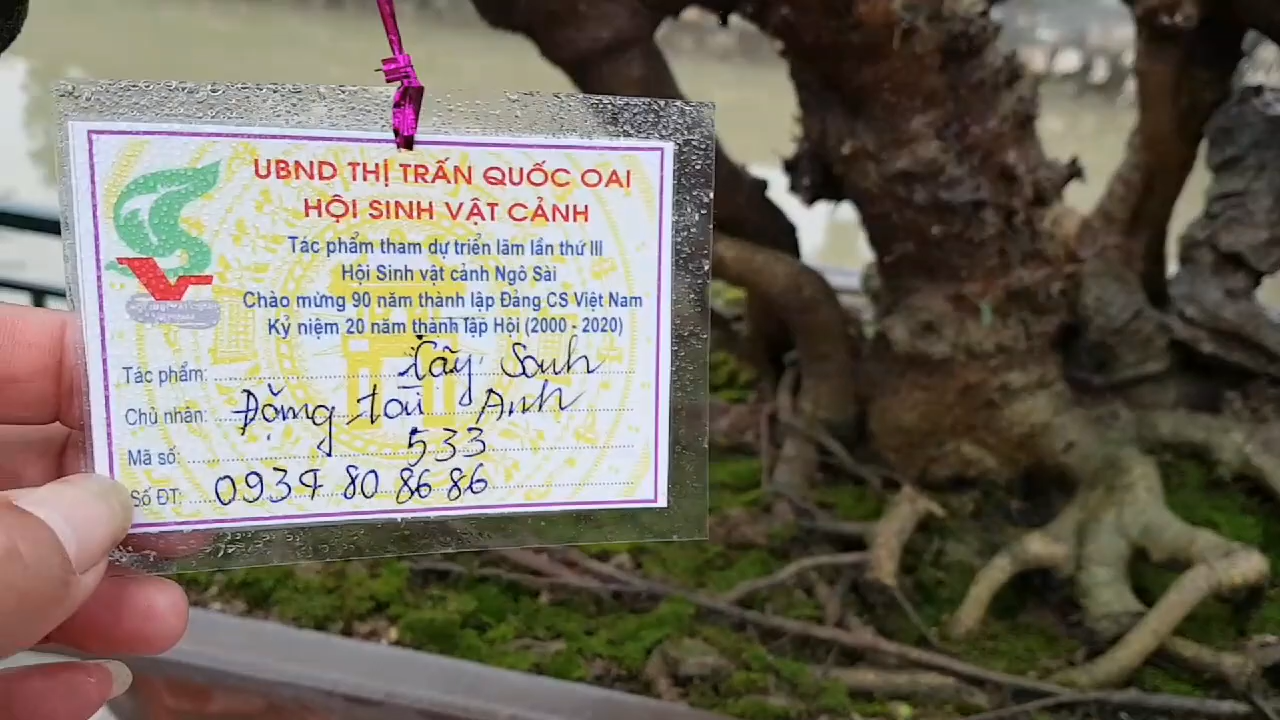 UBND THỊ TRẤN QUỐC OAI
HỘI SINH VẬT CẢNH
Tác phẩm tham dự triển lãm lần thứ III
Hội Sinh vật cảnh Ngô Sài
Chào mừng 90 năm thành lập Đảng CS Việt Nam
Kỷ niệm 20 năm thành lập Hội (2000 - 2020)
Tác phẩm: Sanh
Chủ nhân: Đặng tài Anh
Mã số: 533
Số ĐT: 0934 80 86 86